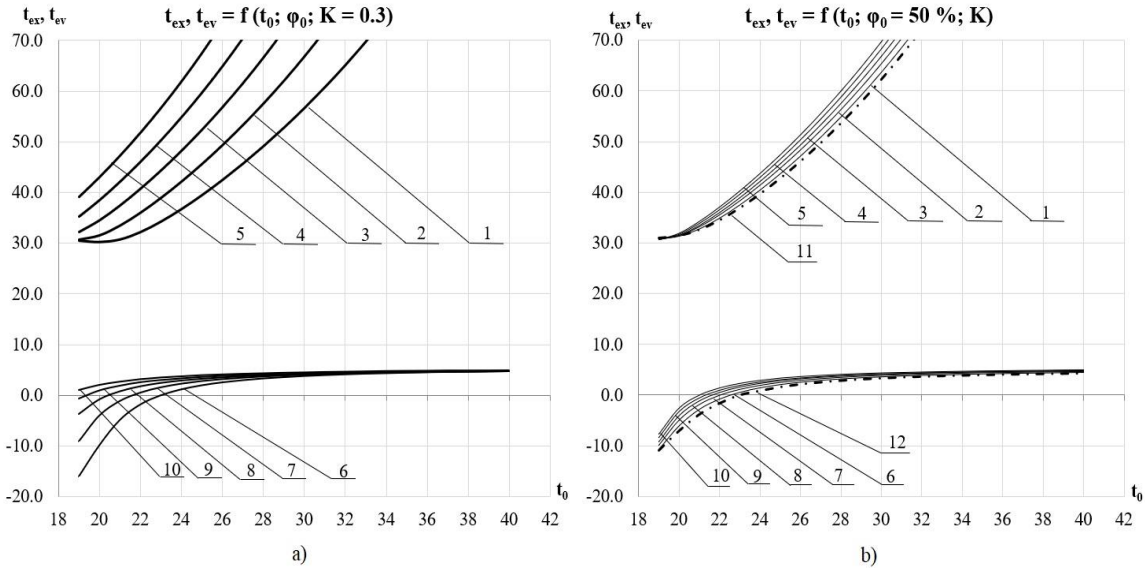 t_ex, t_ev
t_ex, t_ev = f (t_0; φ_0; K = 0.3)
70.0
60.0
50.0
40.0
30.0
20.0
10.0
0.0
-10.0
-20.0
5 4 3 2 1
10 9 8 7 6
t_0
18 20 22 24 26 28 30 32 34 36 38 40 42
a)
t_ex, t_ev
t_ex, t_ev = f (t_0; φ_0 = 50 %; K)
70.0
60.0
50.0
40.0
30.0
20.0
10.0
0.0
-10.0
-20.0
5 4 3 2 1
11
12
10 9 8 7 6
t_0
18 20 22 24 26 28 30 32 34 36 38 40 42
b)